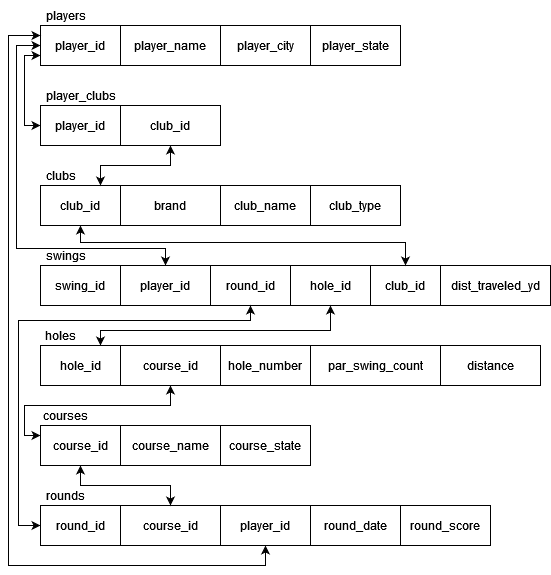 players
player_id player_name player_city player_state
player_clubs
player_id club_id
clubs
club_id brand club_name club_type
swings
swing_id player_id round_id hole_id club_id dist_traveled_yd
holes
hole_id course_id hole_number par_swing_count distance
courses
course_id course_name course_state
rounds
round_id course_id player_id round_date round_score